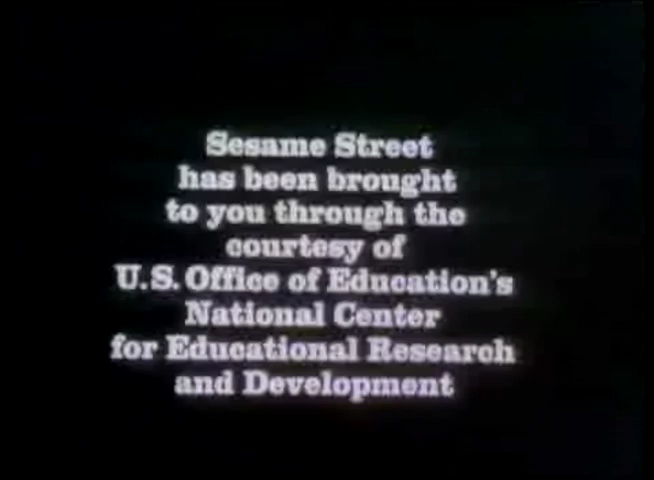 Sesame Street
has been brought
to you through the
courtesy of
U.S. Office of Education's
National Center
for Educational Research
and Development